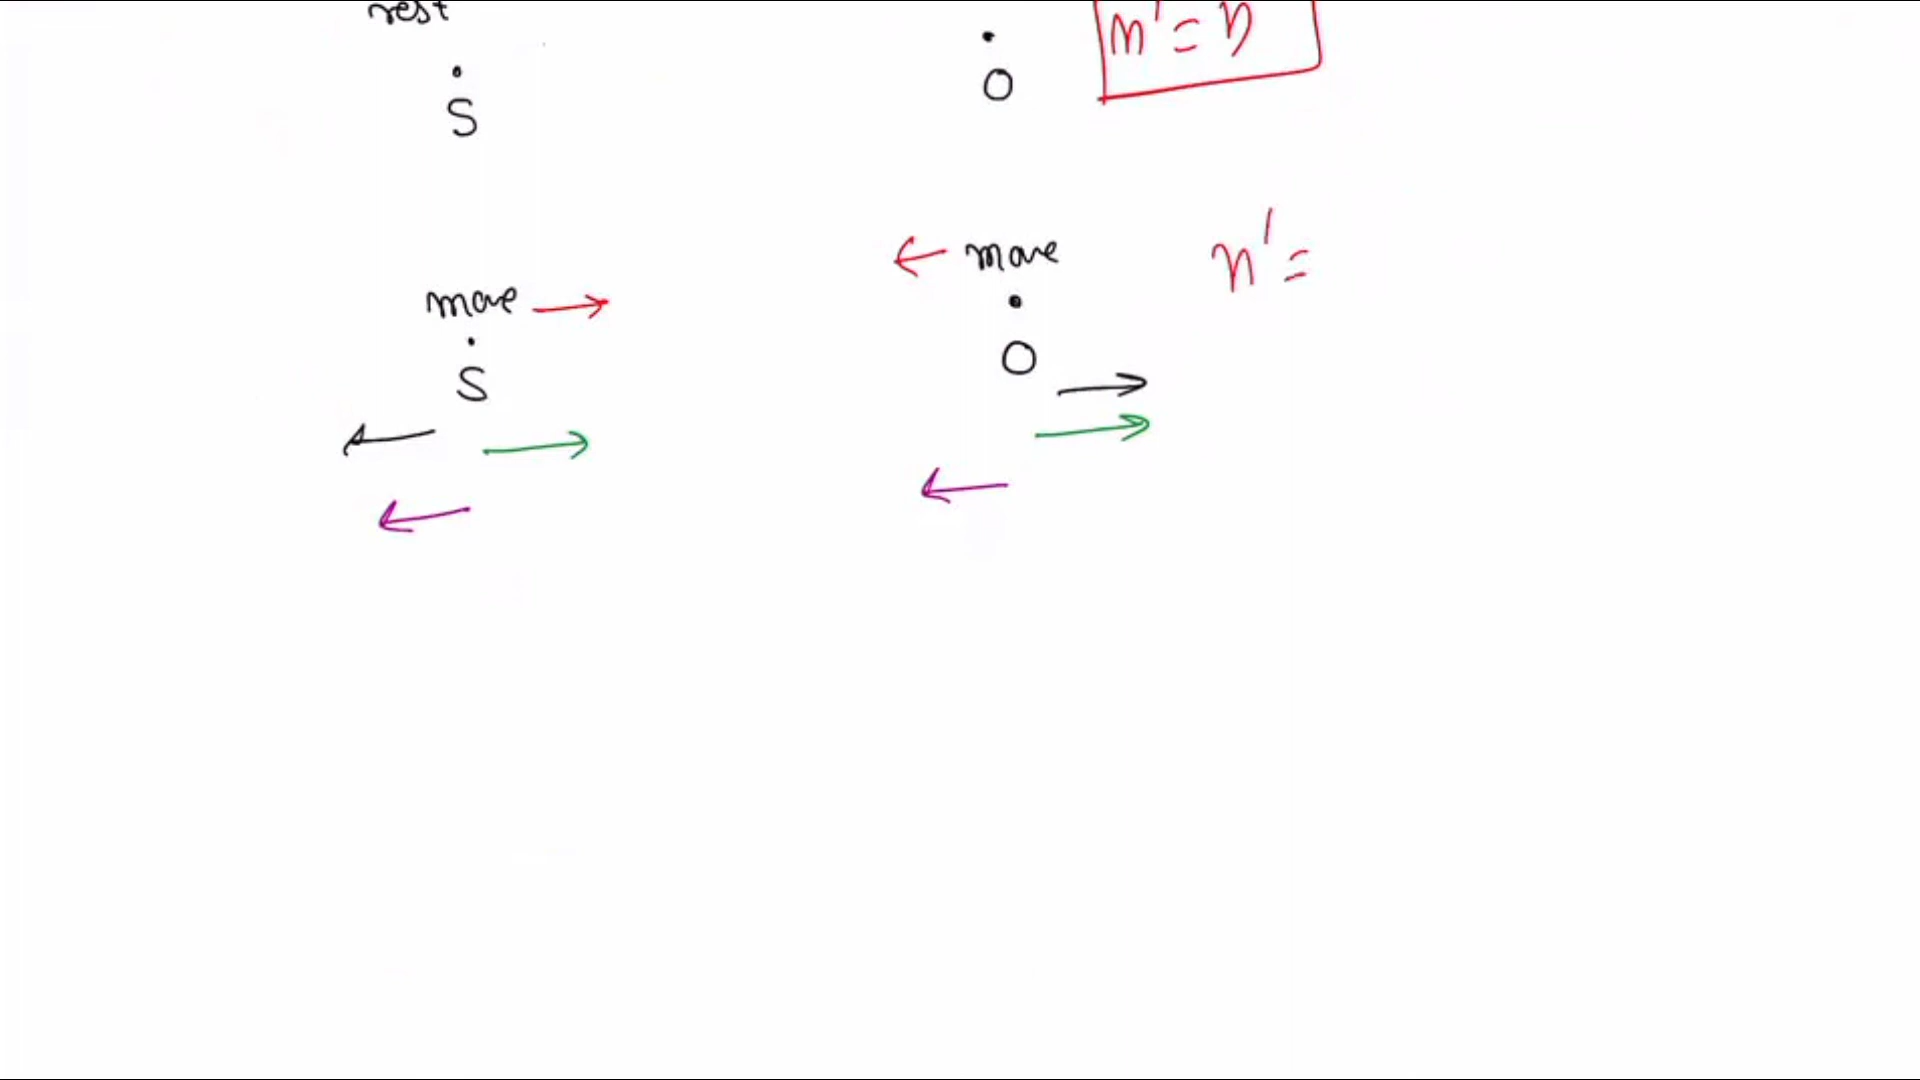 rest
n' = n
S
O
move
n' =
move
O
S